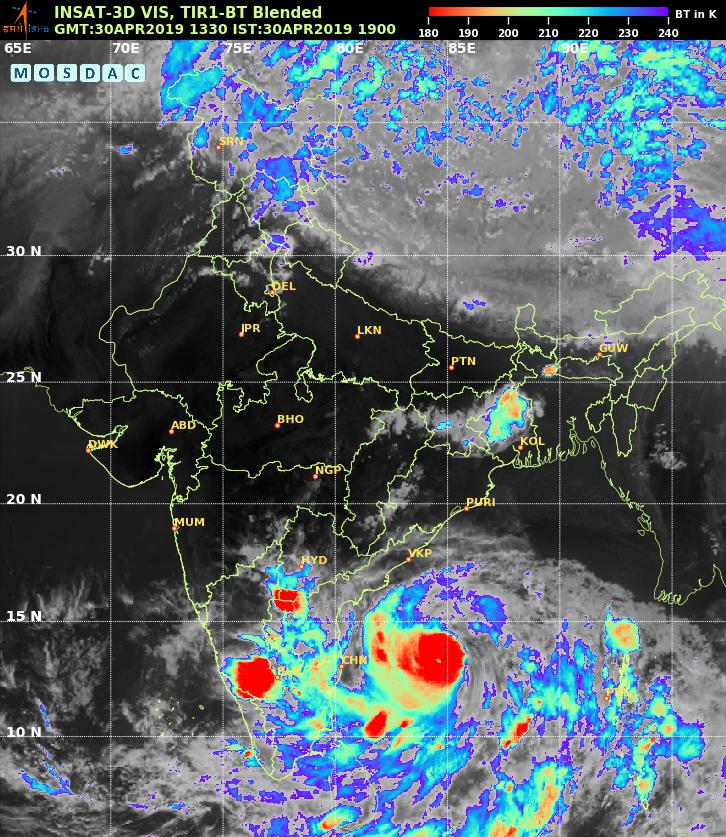 INSAT-3D VIS, TIR1-BT Blended
GMT:30APR2019 1330 IST:30APR2019 1900
BT in K
180 190 200 210 220 230 240
65E 70E 75E 80E 85E 90E
MOSDAC
SRN
30 N
DEL
JPR
LKN
GUW
PTN
25 N
ABD
BHO
DWK
KOL
NGP
20 N
PURI
MUM
HYD
VKP
15 N
CHN
10 N